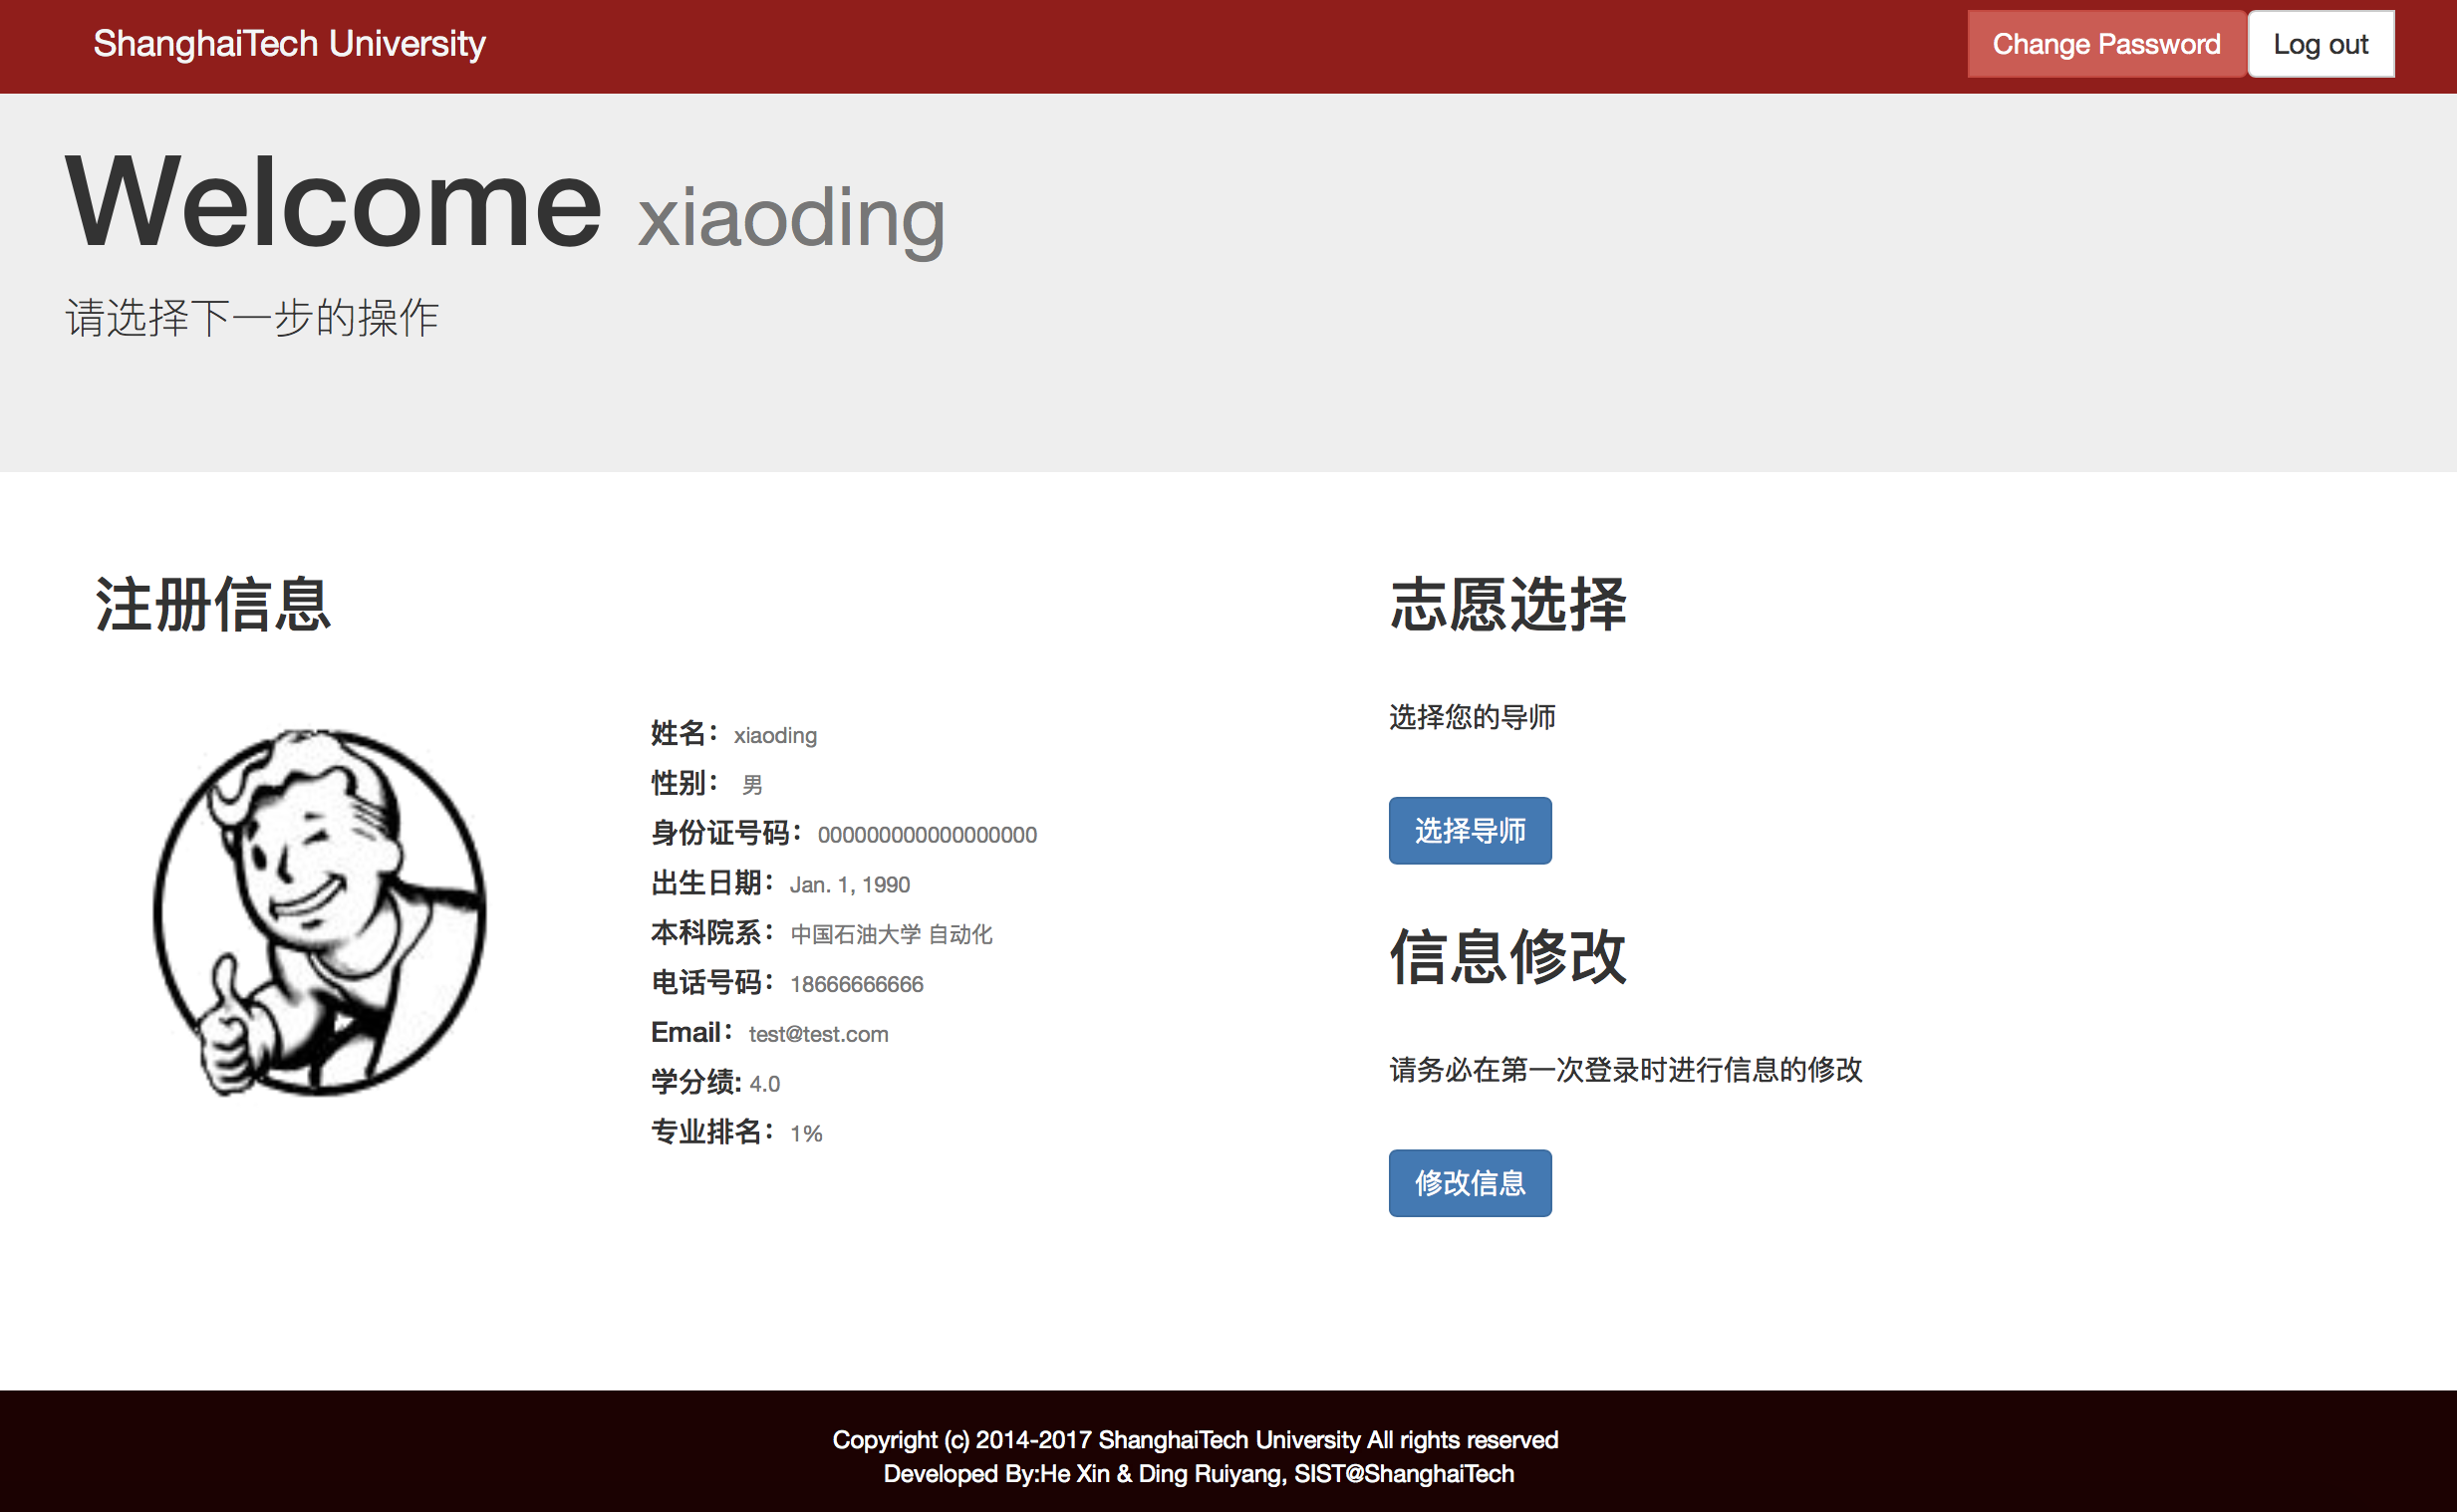 ShanghaiTech University
Change Password
Log out
Welcome xiaoding
请选择下一步的操作
注册信息
姓名： xiaoding
性别： 男
身份证号码： 000000000000000000
出生日期： Jan. 1, 1990
本科院系： 中国石油大学 自动化
电话号码： 18666666666
Email： test@test.com
学分绩: 4.0
专业排名： 1%
志愿选择
选择您的导师
选择导师
信息修改
请务必在第一次登录时进行信息的修改
修改信息
Copyright (c) 2014-2017 ShanghaiTech University All rights reserved
Developed By:He Xin & Ding Ruiyang, SIST@ShanghaiTech